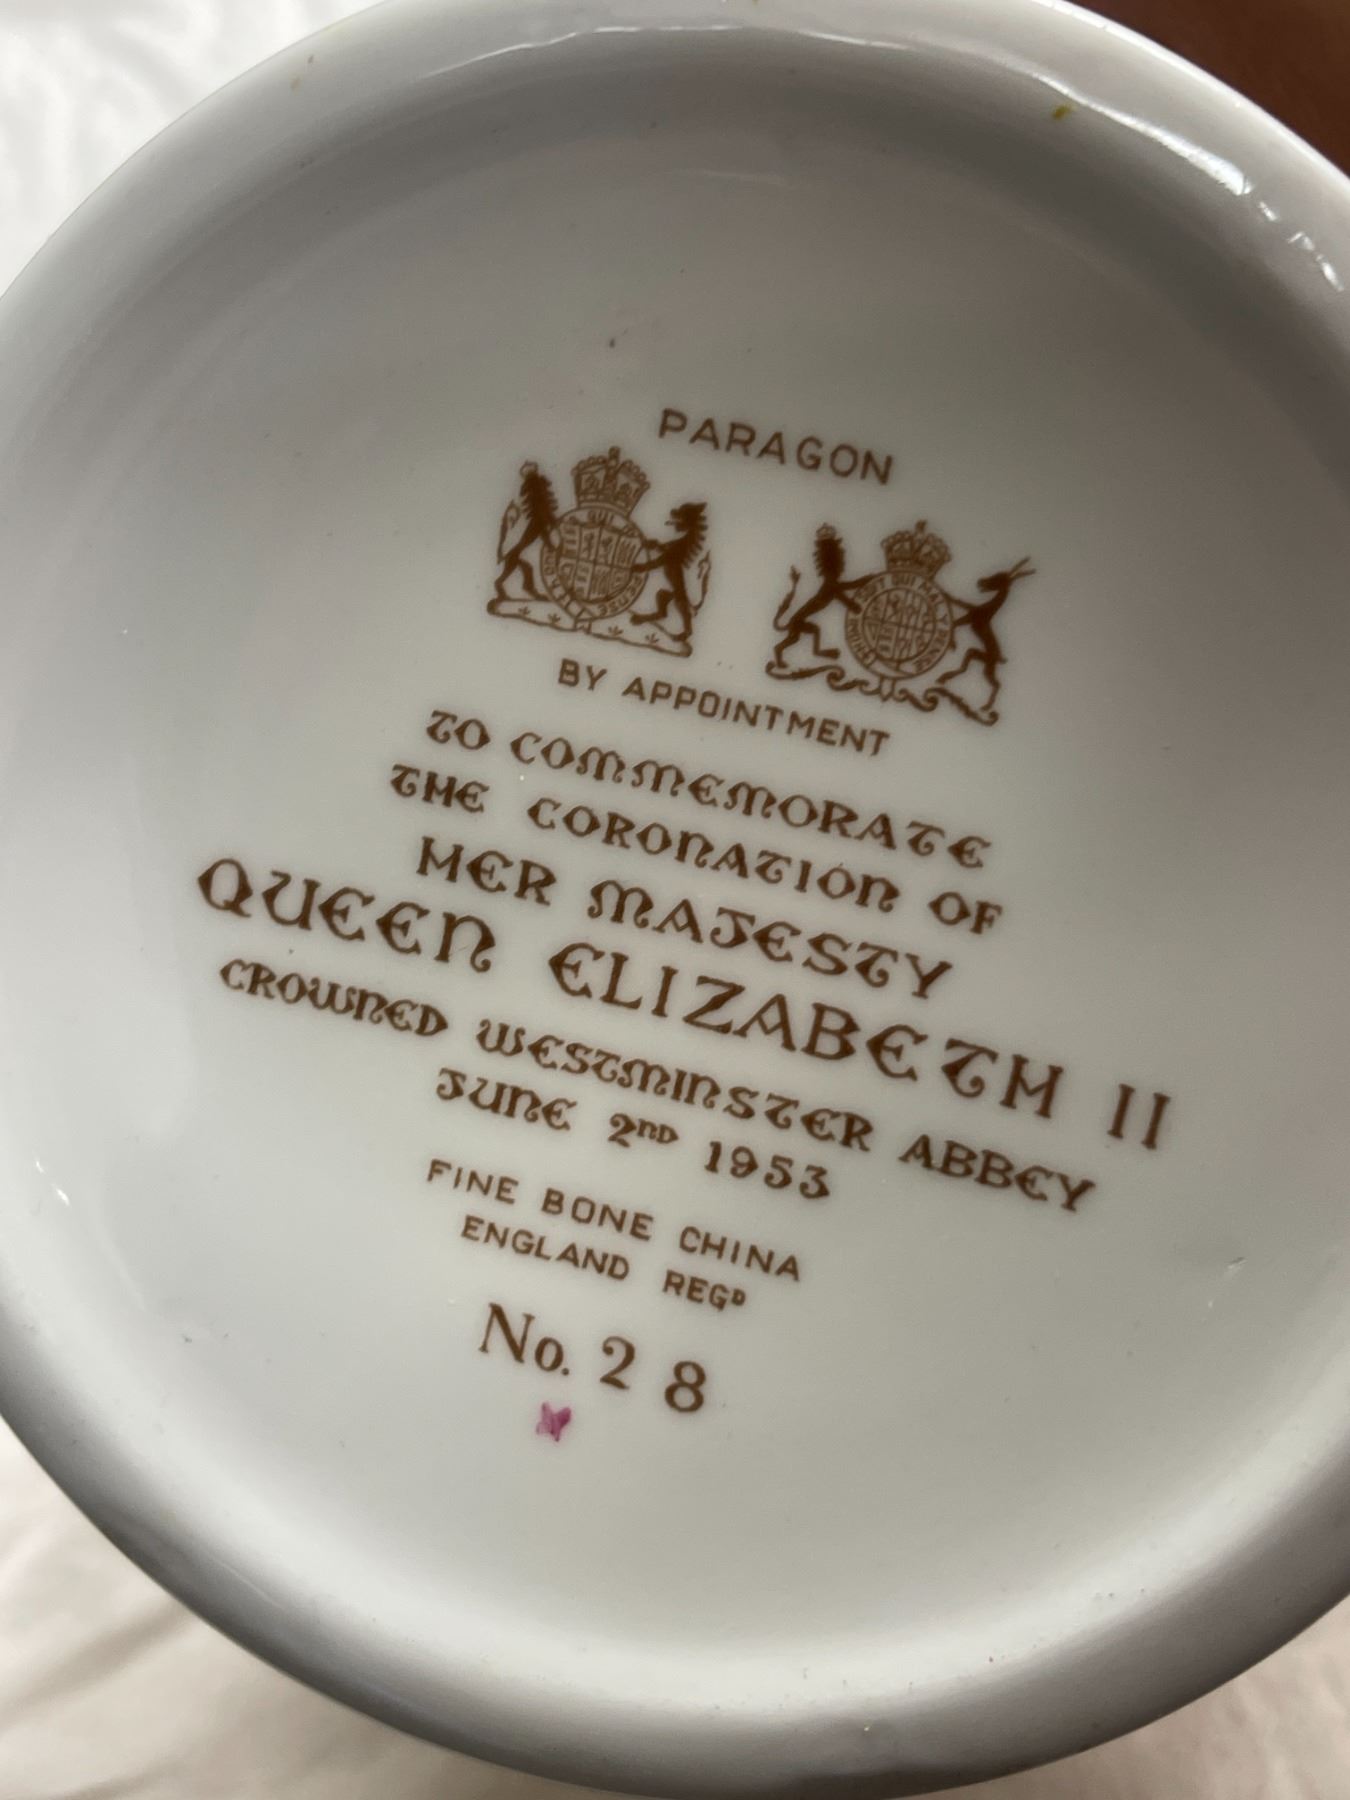 PARAGON
BY APPOINTMENT
TO COMMEMORATE
THE CORONATION OF
HER MAJESTY
QUEEN ELIZABETH II
CROWNED WESTMINSTER ABBEY
JUNE 2ND 1953
FINE BONE CHINA
ENGLAND REGD
No. 28